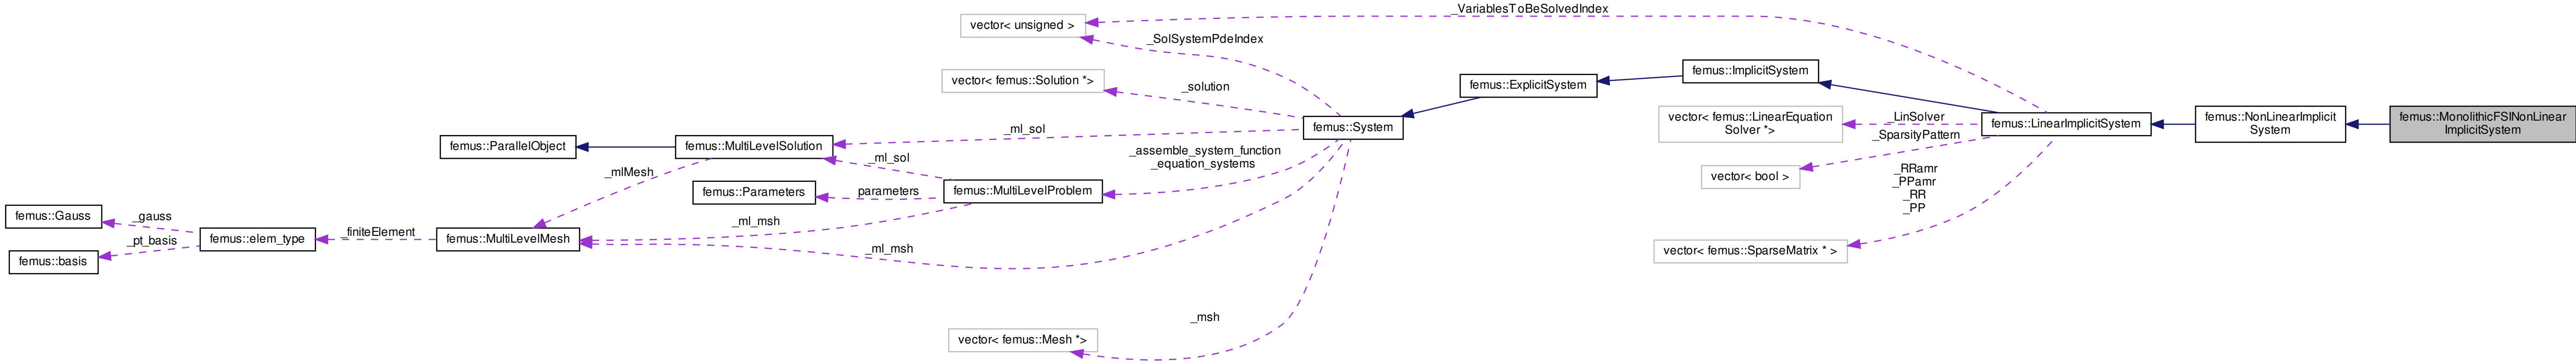 _VariablesToBeSolvedIndex
vector< unsigned >
_SolSystemPdeIndex
femus::ImplicitSystem
vector< femus::Solution *>
_solution
femus::ExplicitSystem
vector< femus::LinearEquation
Solver *>
_LinSolver
femus::LinearImplicitSystem
femus::NonLinearImplicit
System
femus::MonolithicFSINonLinear
ImplicitSystem
femus::System
_ml_sol
_SparsityPattern
femus::ParallelObject
femus::MultiLevelSolution
_assemble_system_function
_equation_systems
_ml_sol
_mlMesh
vector< bool >
_RRamr
_PPamr
_RR
_PP
femus::Parameters
parameters
femus::MultiLevelProblem
femus::Gauss
_gauss
_ml_msh
femus::elem_type
_finiteElement
femus::MultiLevelMesh
_pt_basis
_ml_msh
vector< femus::SparseMatrix * >
femus::basis
_msh
vector< femus::Mesh *>